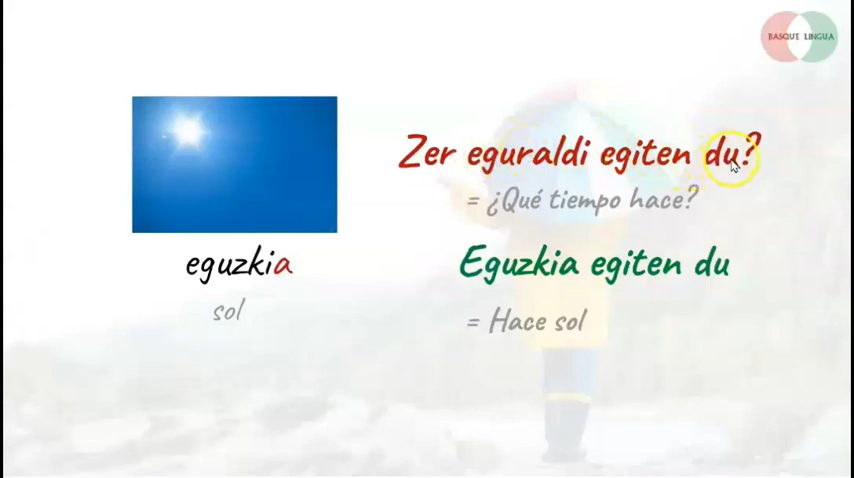 BASQUE LINGUA
Zer eguraldi egiten du?
= ¿Qué tiempo hace?
eguzkia
Eguzkia egiten du
sol
= Hace sol